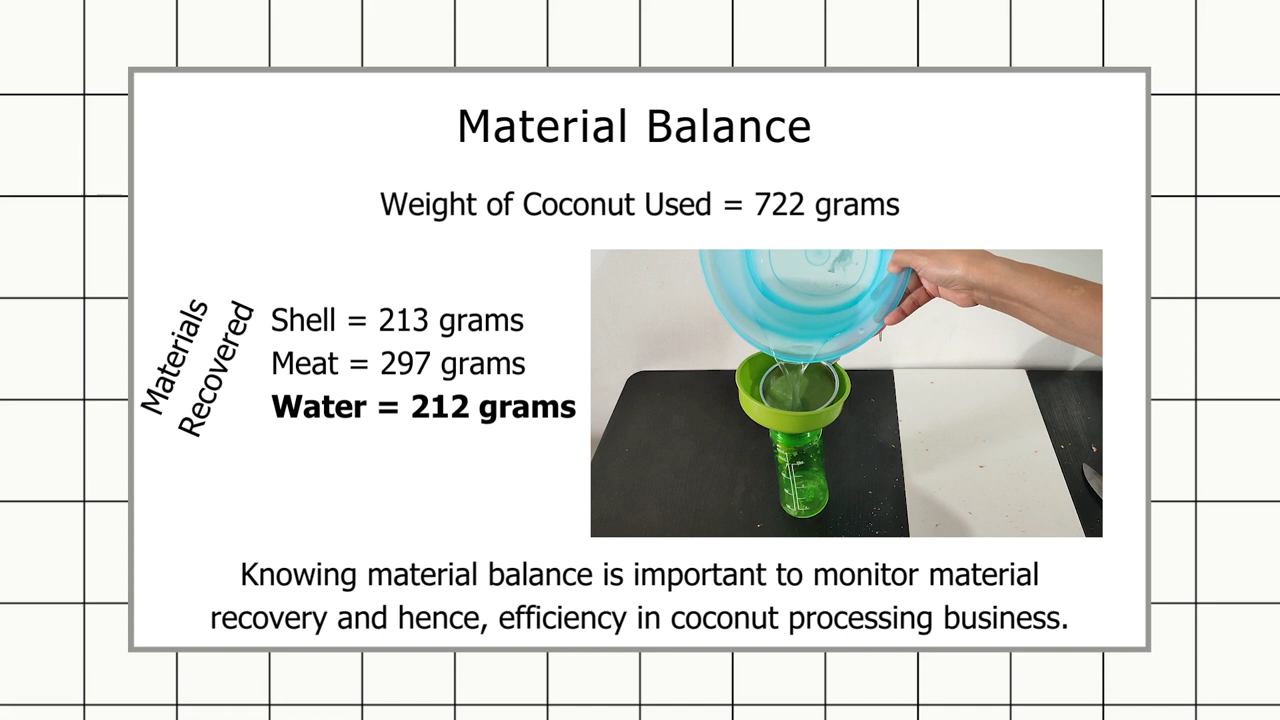 Material Balance
Weight of Coconut Used = 722 grams
Materials
Recovered
Shell = 213 grams
Meat = 297 grams
Water = 212 grams
Knowing material balance is important to monitor material
recovery and hence, efficiency in coconut processing business.